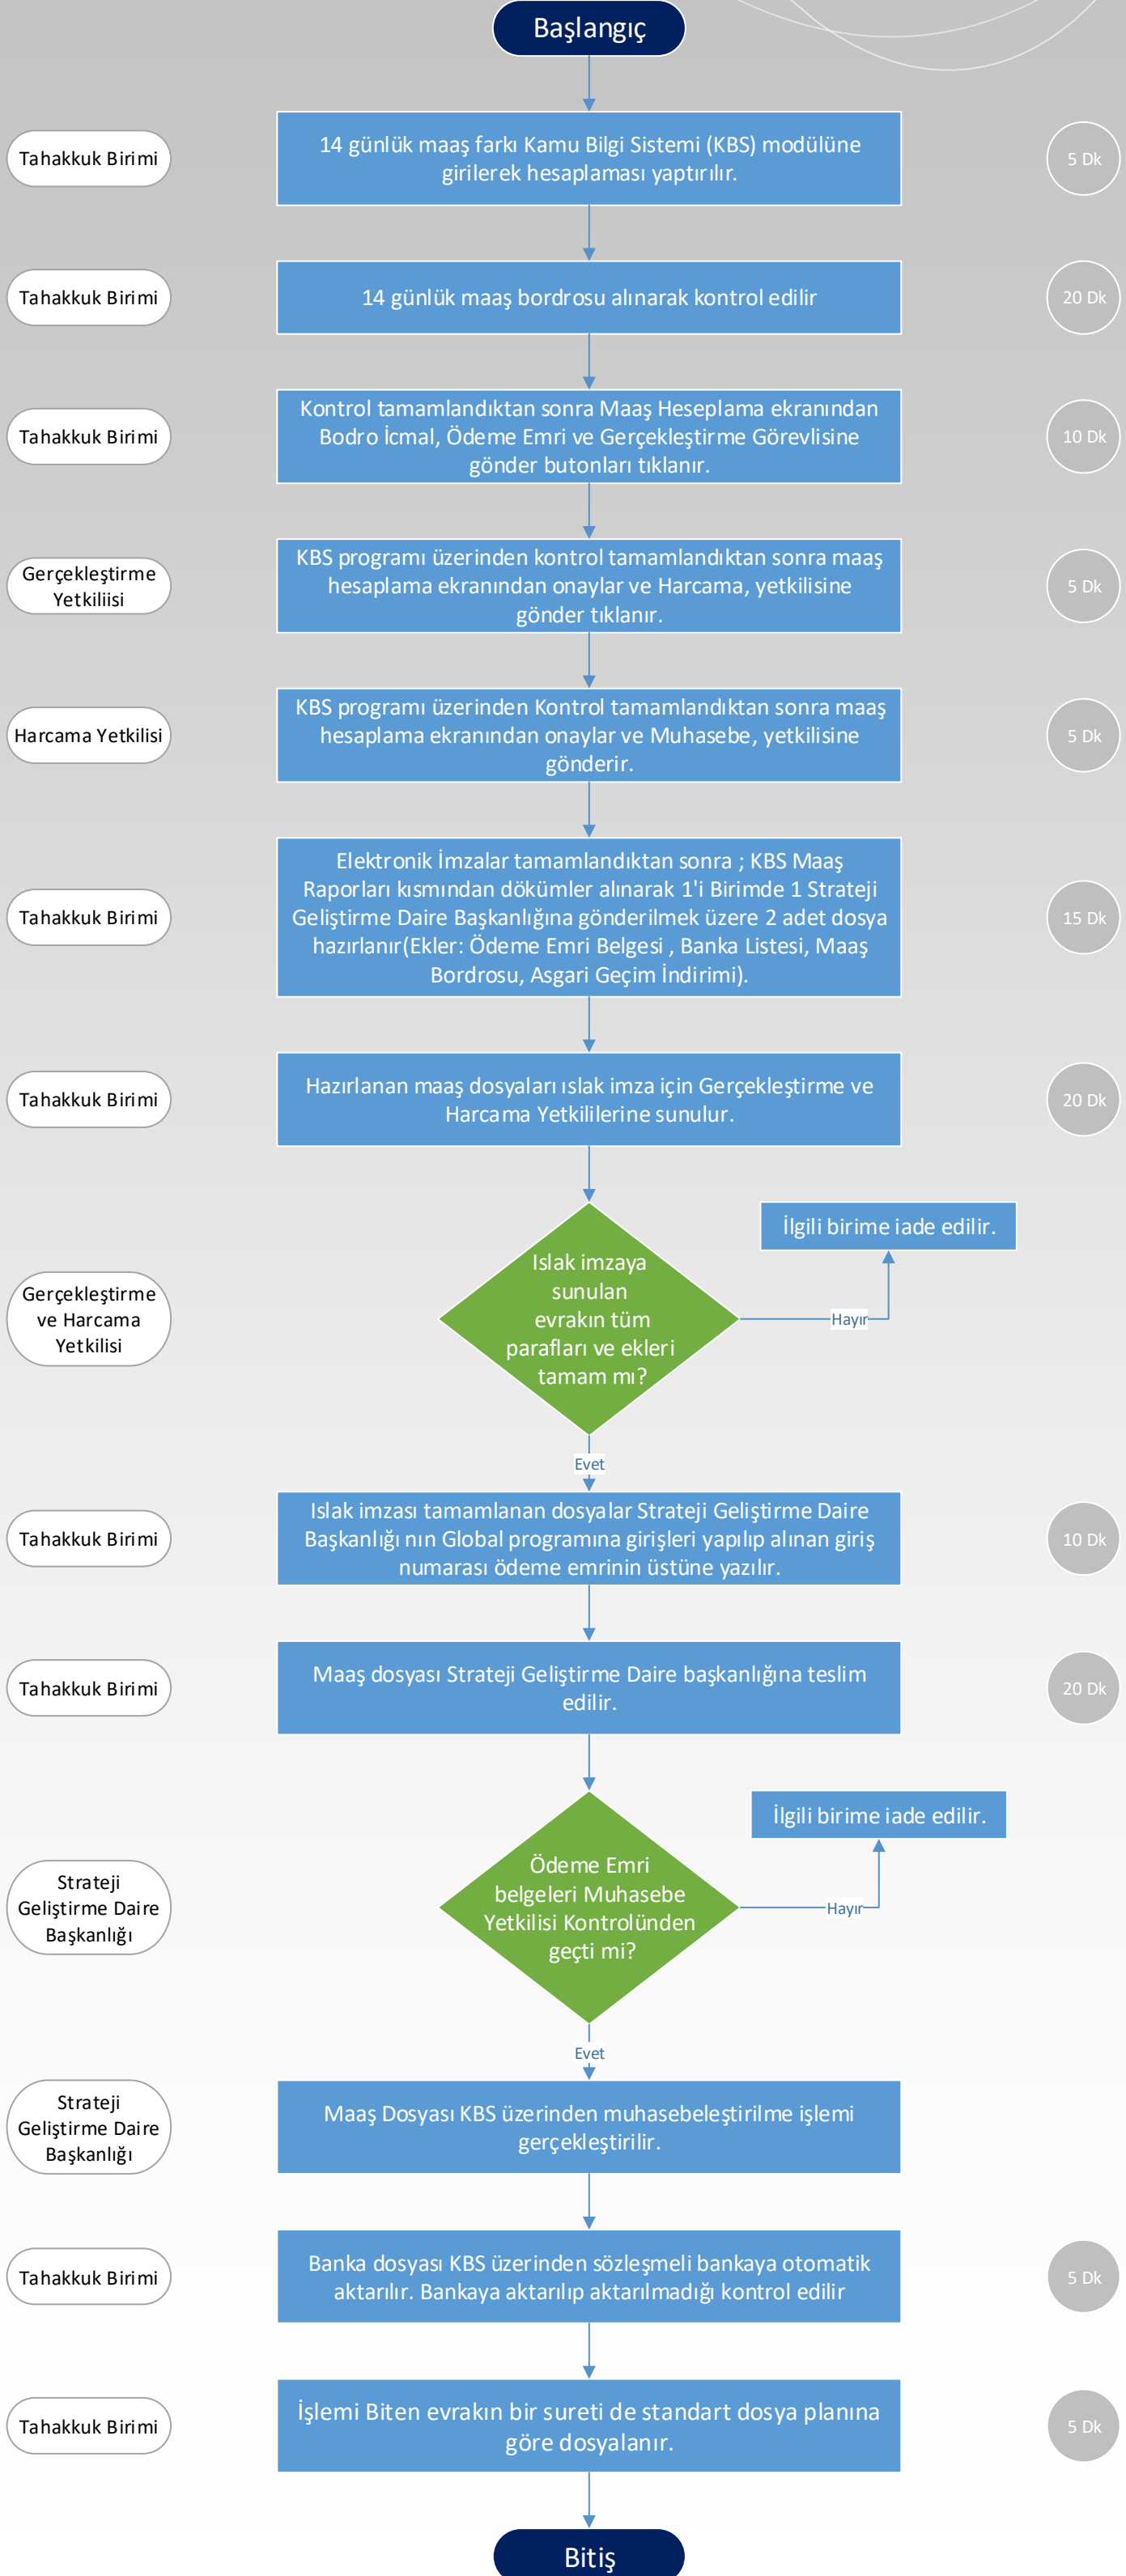 Başlangıç
Tahakkuk Birimi
14 günlük maaş farkı Kamu Bilgi Sistemi (KBS) modülüne
girilerek hesaplaması yaptırılır.
5 Dk
Tahakkuk Birimi
14 günlük maaş bordrosu alınarak kontrol edilir
20 Dk
Tahakkuk Birimi
Kontrol tamamlandıktan sonra Maaş Heseplama ekranından
Bodro İcmal, Ödeme Emri ve Gerçekleştirme Görevlisine
gönder butonları tıklanır.
10 Dk
Gerçekleştirme
Yetkiliisi
KBS programı üzerinden kontrol tamamlandıktan sonra maaş
hesaplama ekranından onaylar ve Harcama, yetkilisine
gönder tıklanır.
5 Dk
Harcama Yetkilisi
KBS programı üzerinden Kontrol tamamlandıktan sonra maaş
hesaplama ekranından onaylar ve Muhasebe, yetkilisine
gönderir.
5 Dk
Tahakkuk Birimi
Elektronik İmzalar tamamlandıktan sonra ; KBS Maaş
Raporları kısmından dökümler alınarak 1'i Birimde 1 Strateji
Geliştirme Daire Başkanlığına gönderilmek üzere 2 adet dosya
hazırlanır(Ekler: Ödeme Emri Belgesi , Banka Listesi, Maaş
Bordrosu, Asgari Geçim İndirimi).
15 Dk
Tahakkuk Birimi
Hazırlanan maaş dosyaları ıslak imza için Gerçekleştirme ve
Harcama Yetkililerine sunulur.
20 Dk
Gerçekleştirme
ve Harcama
Yetkilisi
Islak imzaya
sunulan
evrakın tüm
parafları ve ekleri
tamam mı?
İlgili birime iade edilir.
Hayır
Evet
Tahakkuk Birimi
Islak imzası tamamlanan dosyalar Strateji Geliştirme Daire
Başkanlığı nın Global programına girişleri yapılıp alınan giriş
numarası ödeme emrinin üstüne yazılır.
10 Dk
Tahakkuk Birimi
Maaş dosyası Strateji Geliştirme Daire başkanlığına teslim
edilir.
20 Dk
Strateji
Geliştirme Daire
Başkanlığı
Ödeme Emri
belgeleri Muhasebe
Yetkilisi Kontrolünden
geçti mi?
İlgili birime iade edilir.
Hayır
Evet
Strateji
Geliştirme Daire
Başkanlığı
Maaş Dosyası KBS üzerinden muhasebeleştirilme işlemi
gerçekleştirilir.
Tahakkuk Birimi
Banka dosyası KBS üzerinden sözleşmeli bankaya otomatik
aktarılır. Bankaya aktarılıp aktarılmadığı kontrol edilir
5 Dk
Tahakkuk Birimi
İşlemi Biten evrakın bir sureti de standart dosya planına
göre dosyalanır.
5 Dk
Bitiş